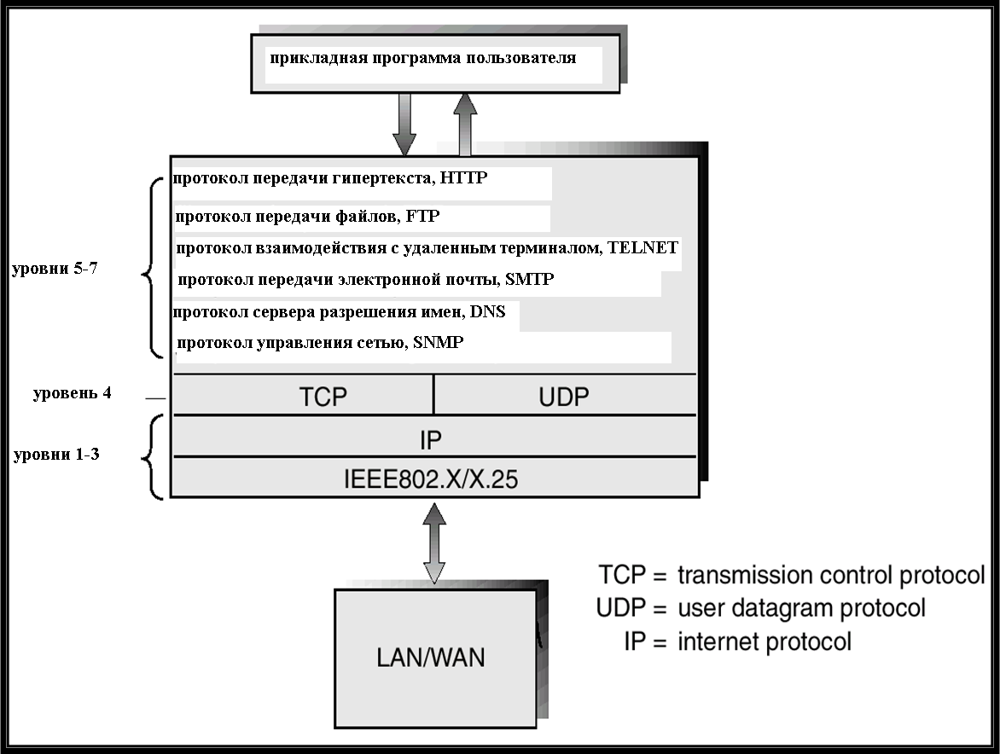 прикладная программа пользователя
протокол передачи гипертекста, HTTP
протокол передачи файлов, FTP
протокол взаимодействия с удаленным терминалом, TELNET
уровни 5-7
протокол передачи электронной почты, SMTP
протокол сервера разрешения имен, DNS
протокол управления сетью, SNMP
уровень 4
TCP
UDP
IP
уровни 1-3
IEEE802.X/X.25
TCP = transmission control protocol
UDP = user datagram protocol
IP = internet protocol
LAN/WAN